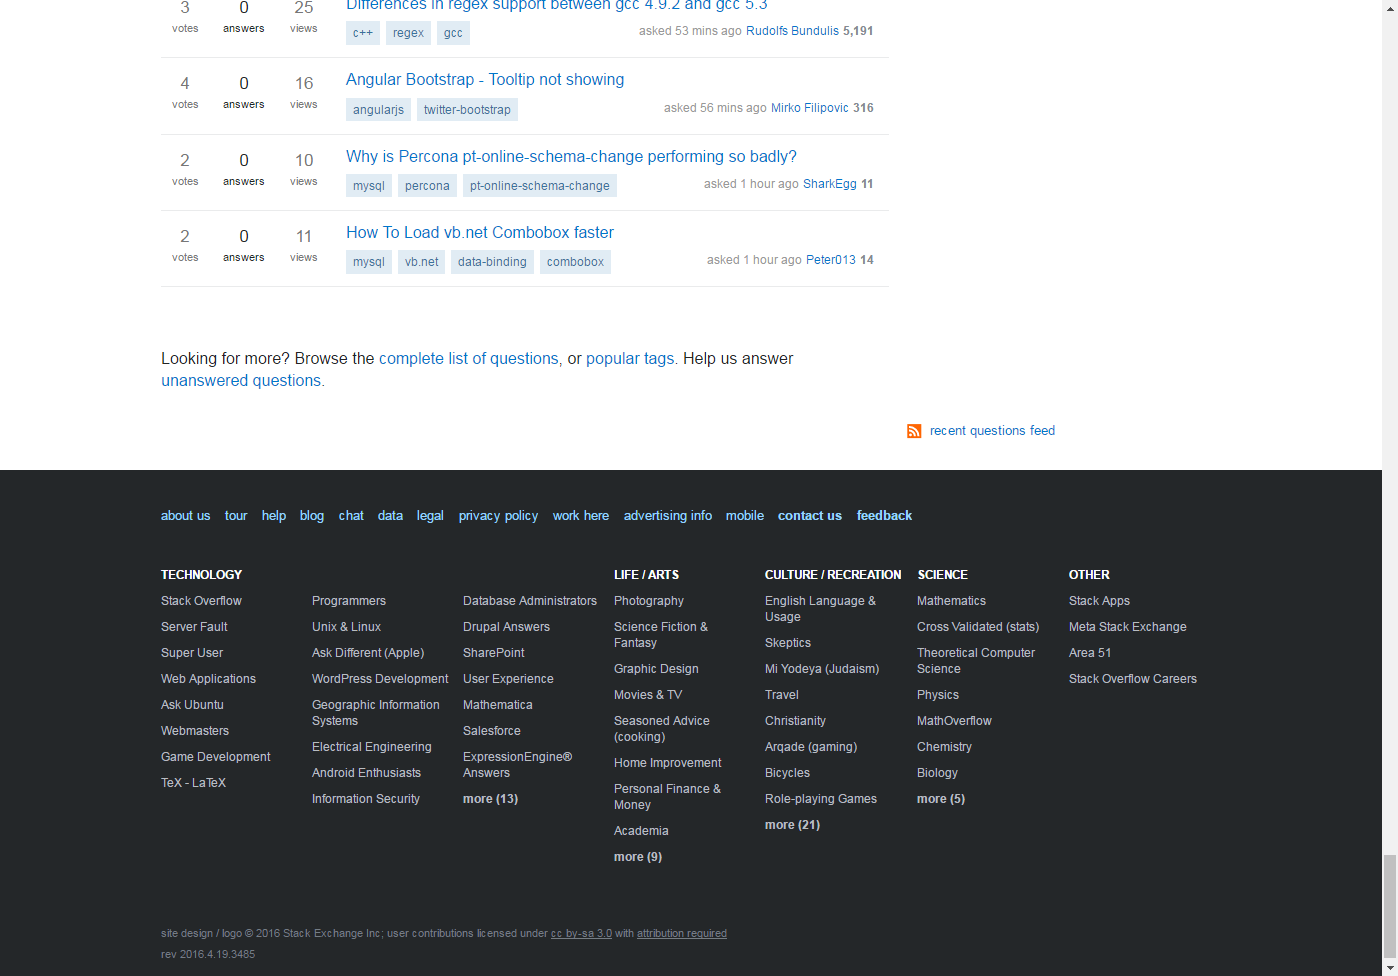 3 0 25 Differences in regex support between gcc 4.9.2 and gcc 5.3
votes answers views c++ regex gcc asked 53 mins ago Rudolfs Bundulis 5,191
4 0 16 Angular Bootstrap - Tooltip not showing
votes answers views angularjs twitter-bootstrap asked 56 mins ago Mirko Filipovic 316
2 0 10 Why is Percona pt-online-schema-change performing so badly?
votes answers views mysql percona pt-online-schema-change asked 1 hour ago SharkEgg 11
2 0 11 How To Load vb.net Combobox faster
votes answers views mysql vb.net data-binding combobox asked 1 hour ago Peter013 14
Looking for more? Browse the complete list of questions, or popular tags. Help us answer
unanswered questions.
recent questions feed
about us tour help blog chat data legal privacy policy work here advertising info mobile contact us feedback
TECHNOLOGY
Stack Overflow
Server Fault
Super User
Web Applications
Ask Ubuntu
Webmasters
Game Development
TeX - LaTeX
Programmers
Unix & Linux
Ask Different (Apple)
WordPress Development
Geographic Information
Systems
Electrical Engineering
Android Enthusiasts
Information Security
Database Administrators
Drupal Answers
SharePoint
User Experience
Mathematica
Salesforce
ExpressionEngine®
Answers
more (13)
LIFE / ARTS
Photography
Science Fiction &
Fantasy
Graphic Design
Movies & TV
Seasoned Advice
(cooking)
Home Improvement
Personal Finance &
Money
Academia
more (9)
CULTURE / RECREATION
English Language &
Usage
Skeptics
Mi Yodeya (Judaism)
Travel
Christianity
Arqade (gaming)
Bicycles
Role-playing Games
more (21)
SCIENCE
Mathematics
Cross Validated (stats)
Theoretical Computer
Science
Physics
MathOverflow
Chemistry
Biology
more (5)
OTHER
Stack Apps
Meta Stack Exchange
Area 51
Stack Overflow Careers
site design / logo © 2016 Stack Exchange Inc; user contributions licensed under cc by-sa 3.0 with attribution required
rev 2016.4.19.3485